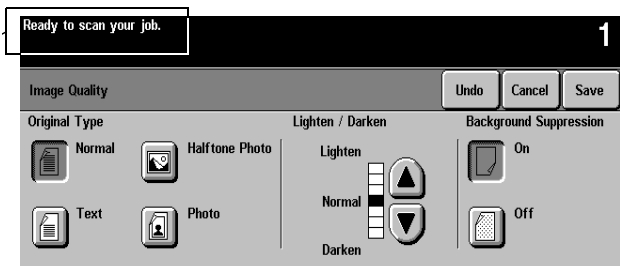 Ready to scan your job.
1
Image Quality
Undo
Cancel
Save
Original Type
Lighten / Darken
Background Suppression
Normal
Halftone Photo
Lighten
On
Normal
Text
Photo
Off
Darken